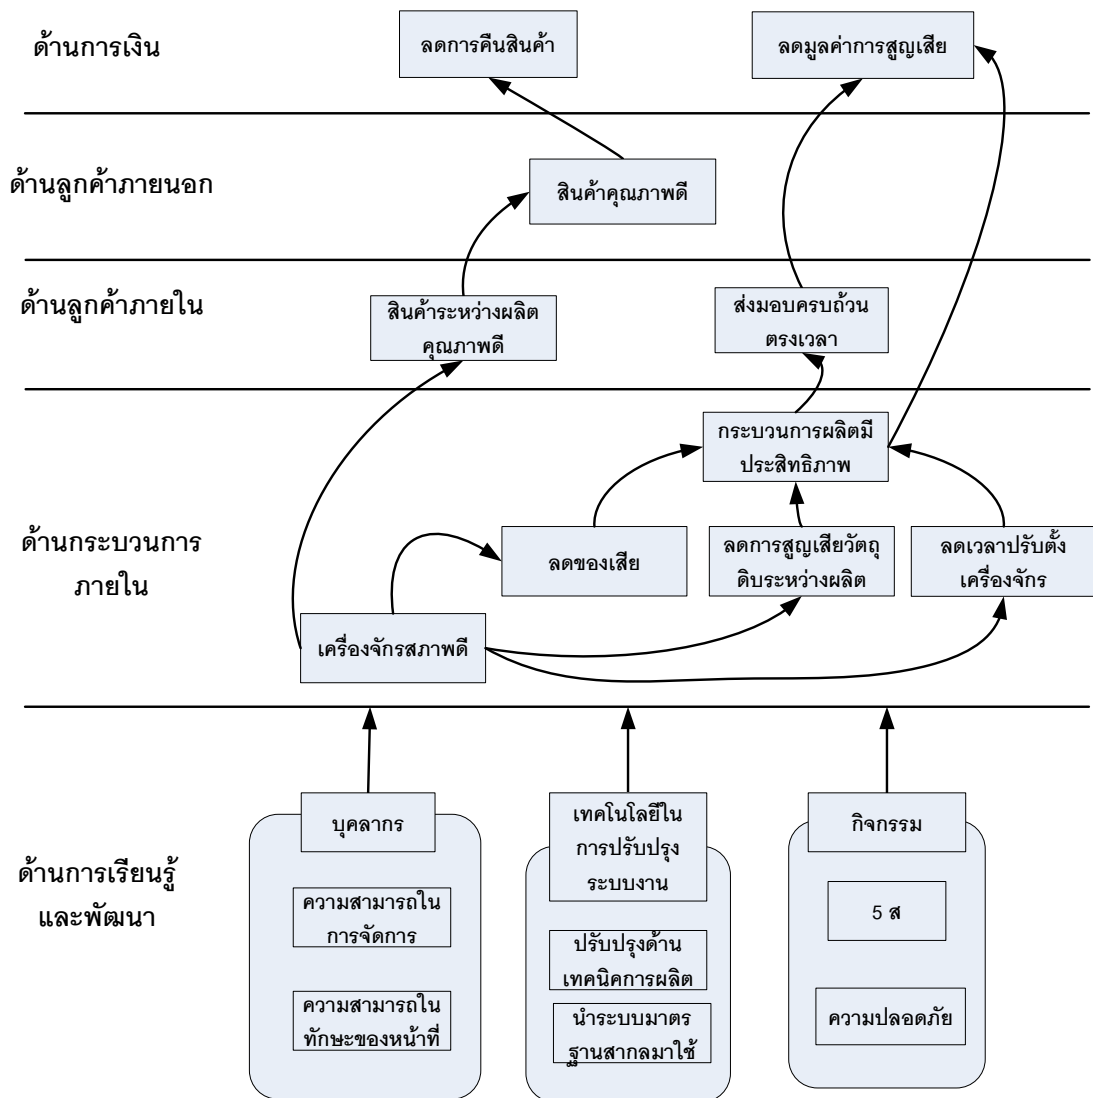 ด้านการเงิน
ลดการคืนสินค้า
ลดมูลค่าการสูญเสีย
ด้านลูกค้าภายนอก
สินค้าคุณภาพดี
ด้านลูกค้าภายใน
สินค้าระหว่างผลิต
คุณภาพดี
ส่งมอบครบถ้วน
ตรงเวลา
กระบวนการผลิตมี
ประสิทธิภาพ
ด้านกระบวนการ
ภายใน
ลดของเสีย
ลดการสูญเสียวัตถุ
ดิบระหว่างผลิต
ลดเวลาปรับตั้ง
เครื่องจักร
เครื่องจักรสภาพดี
ด้านการเรียนรู้
และพัฒนา
บุคลากร
ความสามารถใน
การจัดการ
ความสามารถใน
ทักษะของหน้าที่
เทคโนโลยีใน
การปรับปรุง
ระบบงาน
ปรับปรุงด้าน
เทคนิคการผลิต
นำระบบมาตร
ฐานสากลมาใช้
กิจกรรม
5 ส
ความปลอดภัย